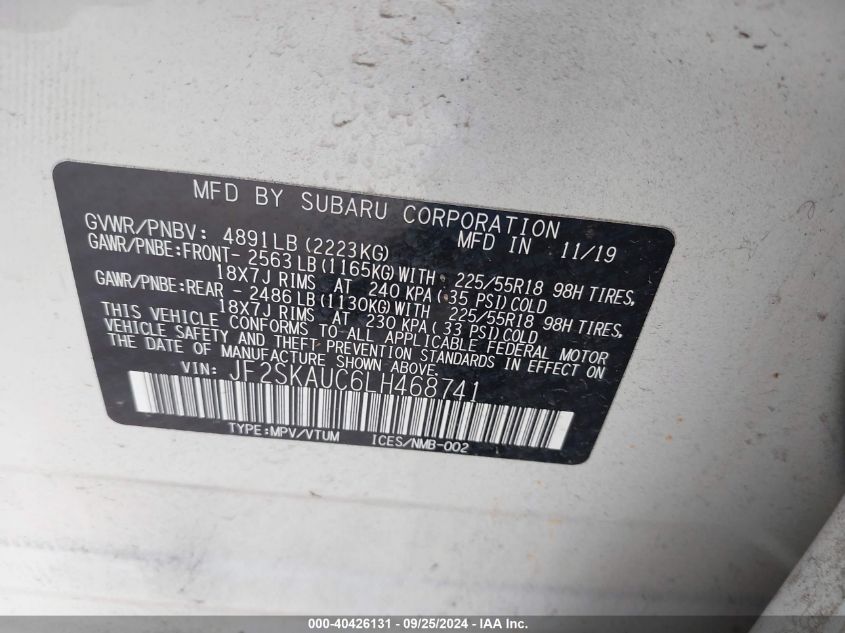 MFD BY SUBARU CORPORATION
GVWR/PNBV: 4891LB(2223KG) MFD IN 11/19
GAWR/PNBE:FRONT- 2563LB(1165KG)WITH 225/55R18 98H TIRES,
18X7J RIMS AT 240 KPA(35 PSI)COLD
GAWR/PNBE:REAR - 2486LB(1130KG)WITH 225/55R18 98H TIRES,
18X7J RIMS AT 230 KPA(33 PSI)COLD
THIS VEHICLE CONFORMS TO ALL APPLICABLE FEDERAL MOTOR
VEHICLE SAFETY AND THEFT PREVENTION STANDARDS IN EFFECT ON
THE DATE OF MANUFACTURE SHOWN ABOVE.
VIN: JF2SKAUC6LH468741
TYPE:MPV/VTUM ICES/NMB-002
000-40426131 - 09/25/2024 - IAA Inc.